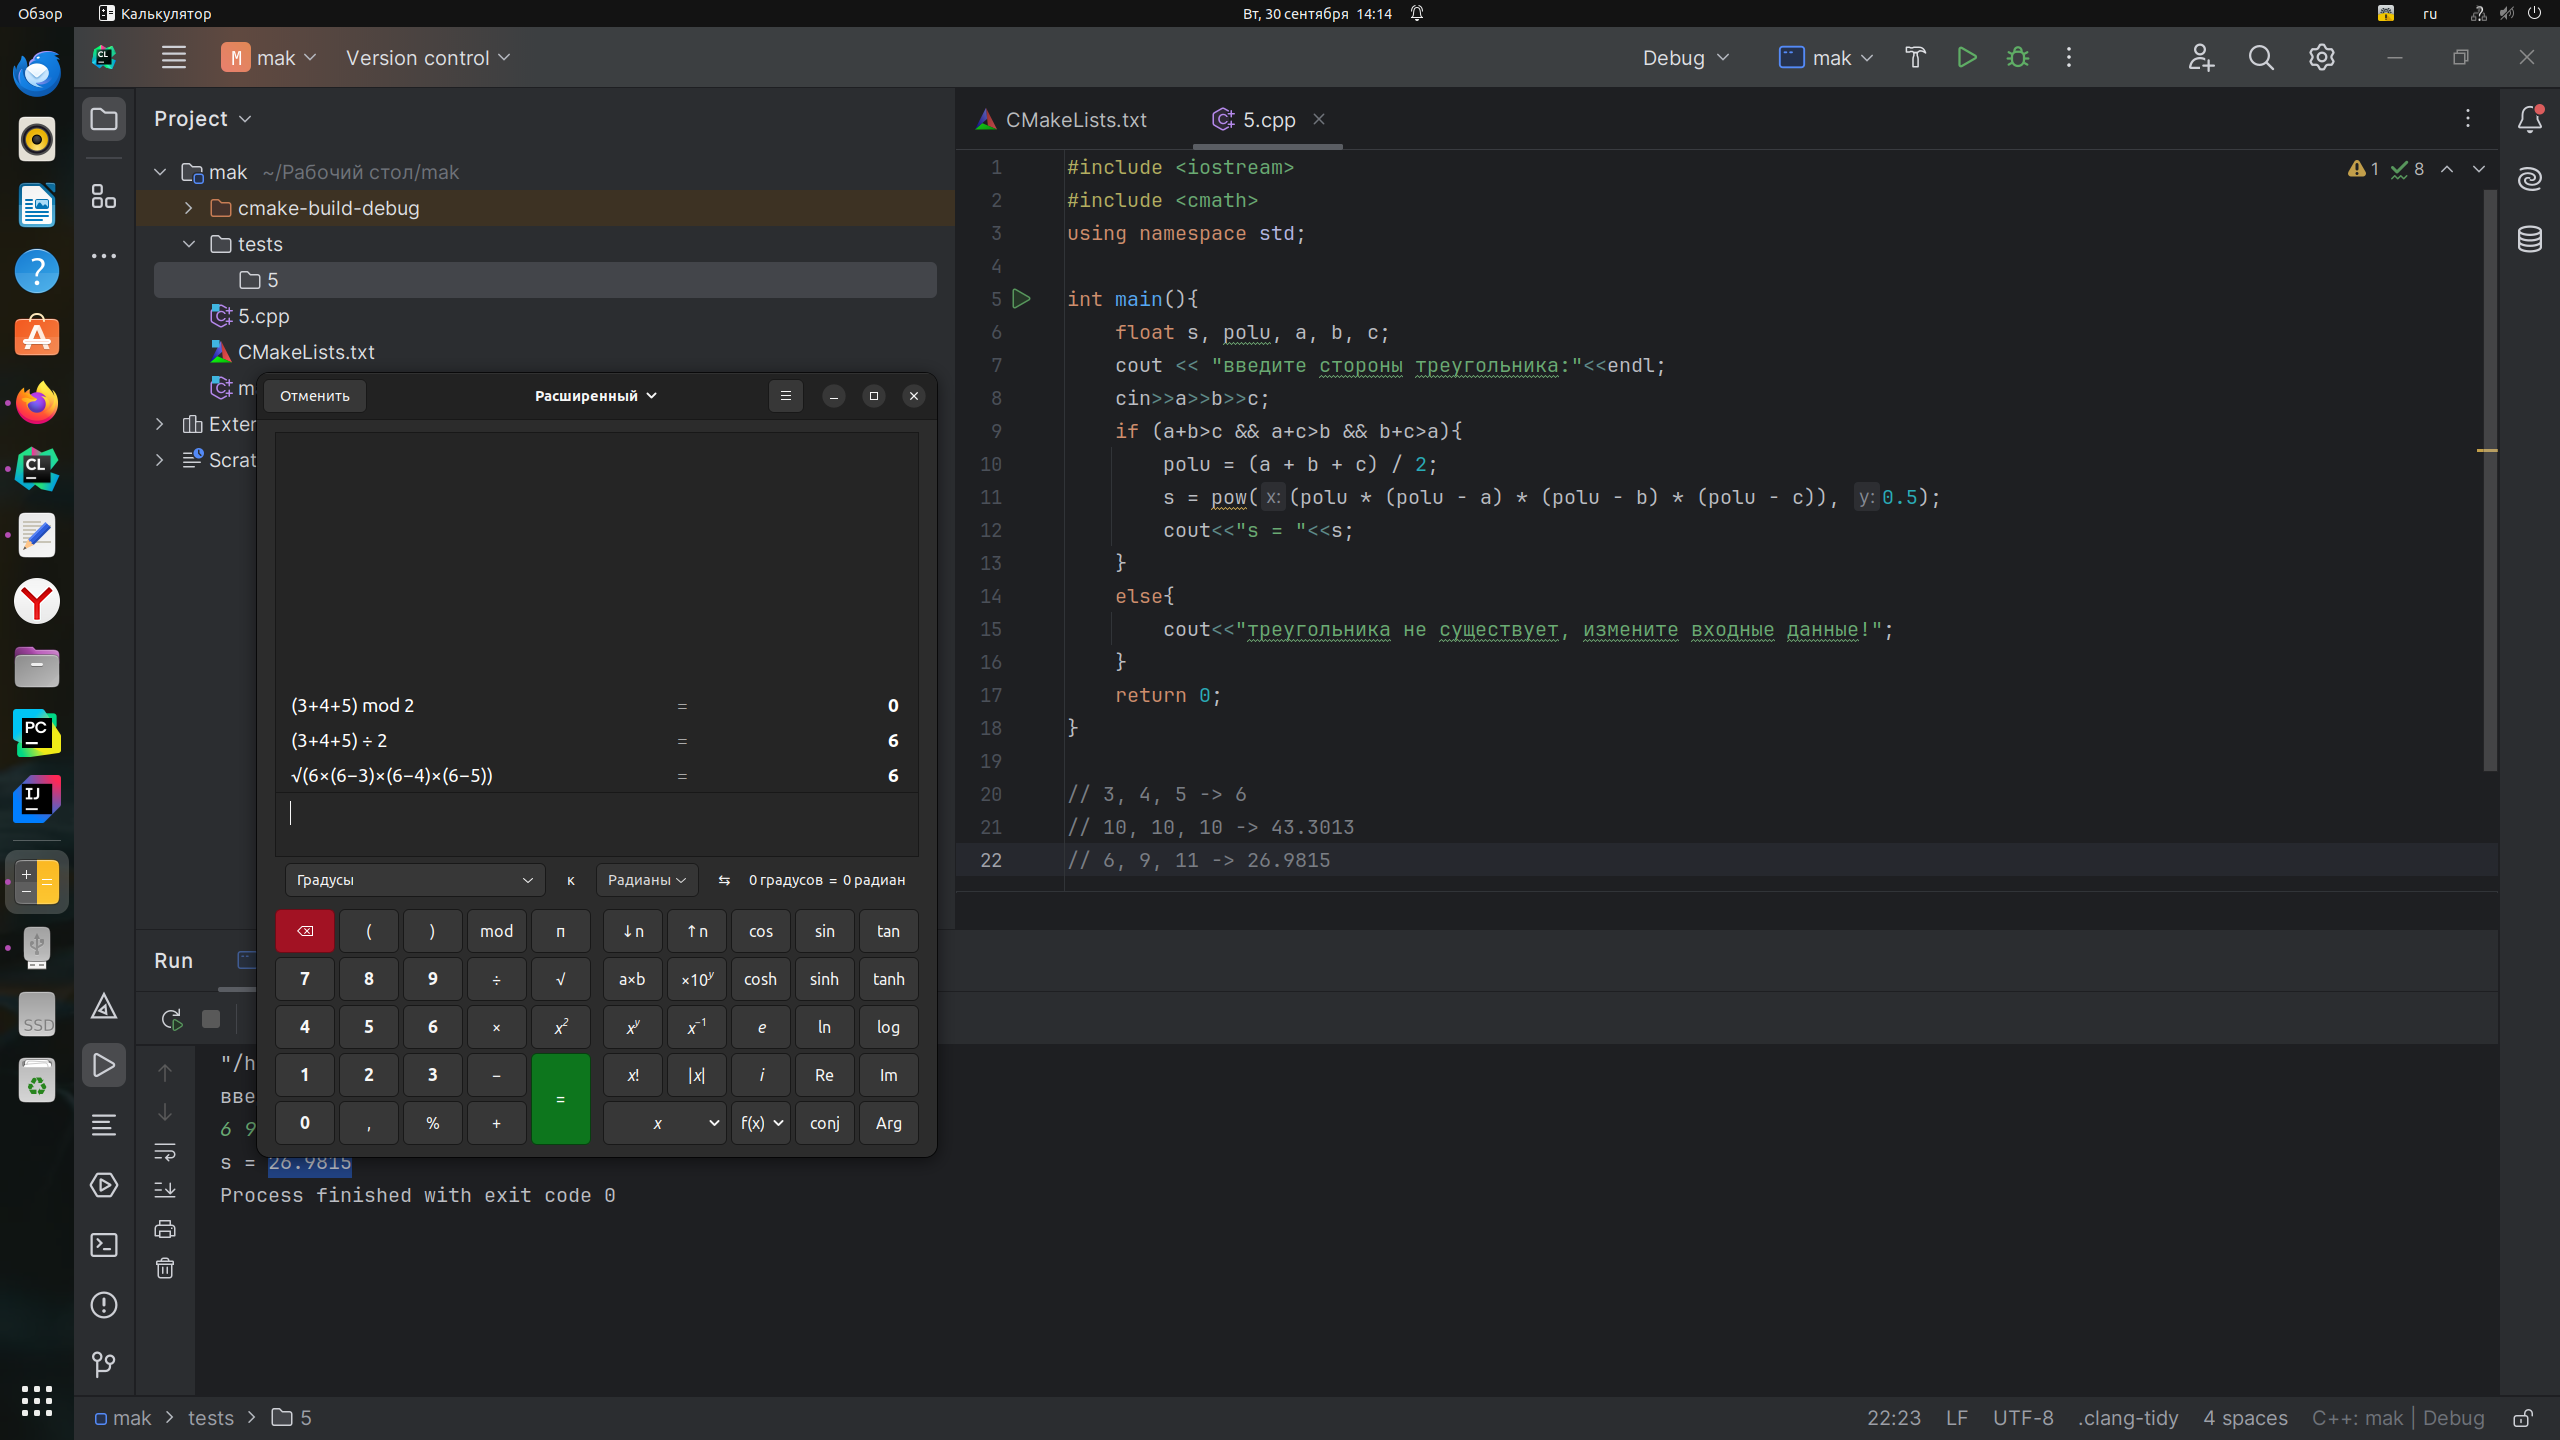 Обзор
Калькулятор
Вт, 30 сентября 14:14
ru
M mak
Version control
Debug
mak
Project
CMakeLists.txt
5.cpp
mak ~/Рабочий стол/mak
cmake-build-debug
tests
5
5.cpp
CMakeLists.txt
Exter
Scrat
1 #include <iostream>
2 #include <cmath>
3 using namespace std;
4
5 int main(){
6 float s, polu, a, b, c;
7 cout << "введите стороны треугольника:"<<endl;
8 cin>>a>>b>>c;
9 if (a+b>c && a+c>b && b+c>a){
10 polu = (a + b + c) / 2;
11 s = pow( x: (polu * (polu - a) * (polu - b) * (polu - c)), y: 0.5);
12 cout<<"s = "<<s;
13 }
14 else{
15 cout<<"треугольника не существует, измените входные данные!";
16 }
17 return 0;
18 }
19
20 // 3, 4, 5 -> 6
21 // 10, 10, 10 -> 43.3013
22 // 6, 9, 11 -> 26.9815
1 8
Отменить
Расширенный
(3+4+5) mod 2 = 0
(3+4+5) ÷ 2 = 6
√(6×(6−3)×(6−4)×(6−5)) = 6
Градусы к Радианы ⇆ 0 градусов = 0 радиан
( ) mod π ↓n ↑n cos sin tan
7 8 9 ÷ √ a×b ×10ʸ cosh sinh tanh
4 5 6 × x² xʸ x⁻¹ e ln log
1 2 3 − = x! |x| i Re Im
0 , % + x f(x) conj Arg
Run
"/h
вве
6 9
s = 26.9815
Process finished with exit code 0
CL
PC
IJ
SSD
mak > tests > 5
22:23 LF UTF-8 .clang-tidy 4 spaces C++: mak | Debug